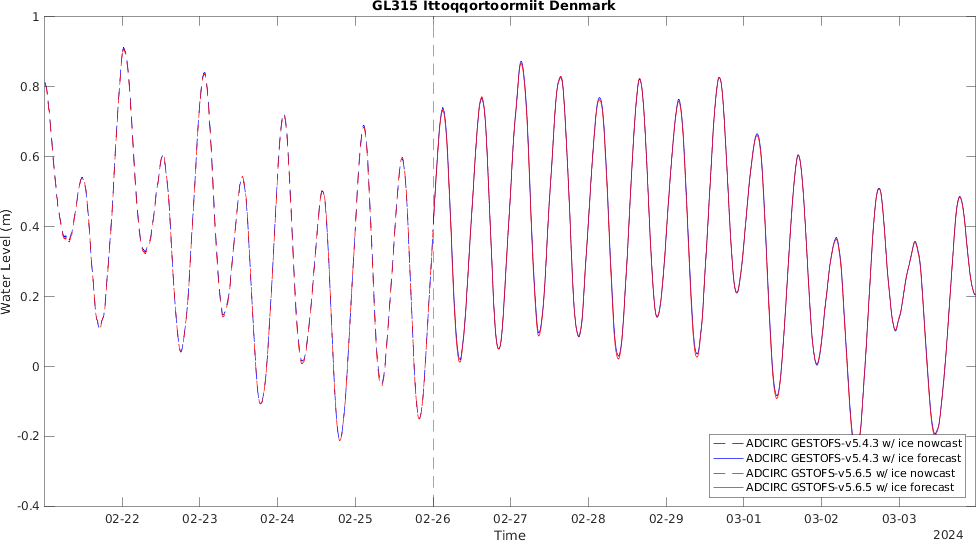 GL315 Ittoqqortoormiit Denmark
Water Level (m)
1
0.8
0.6
0.4
0.2
0
-0.2
-0.4
02-22 02-23 02-24 02-25 02-26 02-27 02-28 02-29 03-01 03-02 03-03
Time
2024
ADCIRC GESTOFS-v5.4.3 w/ ice nowcast
ADCIRC GESTOFS-v5.4.3 w/ ice forecast
ADCIRC GSTOFS-v5.6.5 w/ ice nowcast
ADCIRC GSTOFS-v5.6.5 w/ ice forecast